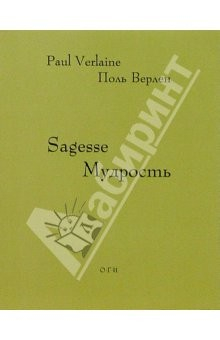 Paul Verlaine
Поль Верлен
Sagesse
Мудрость
ОГИ
Лабиринт